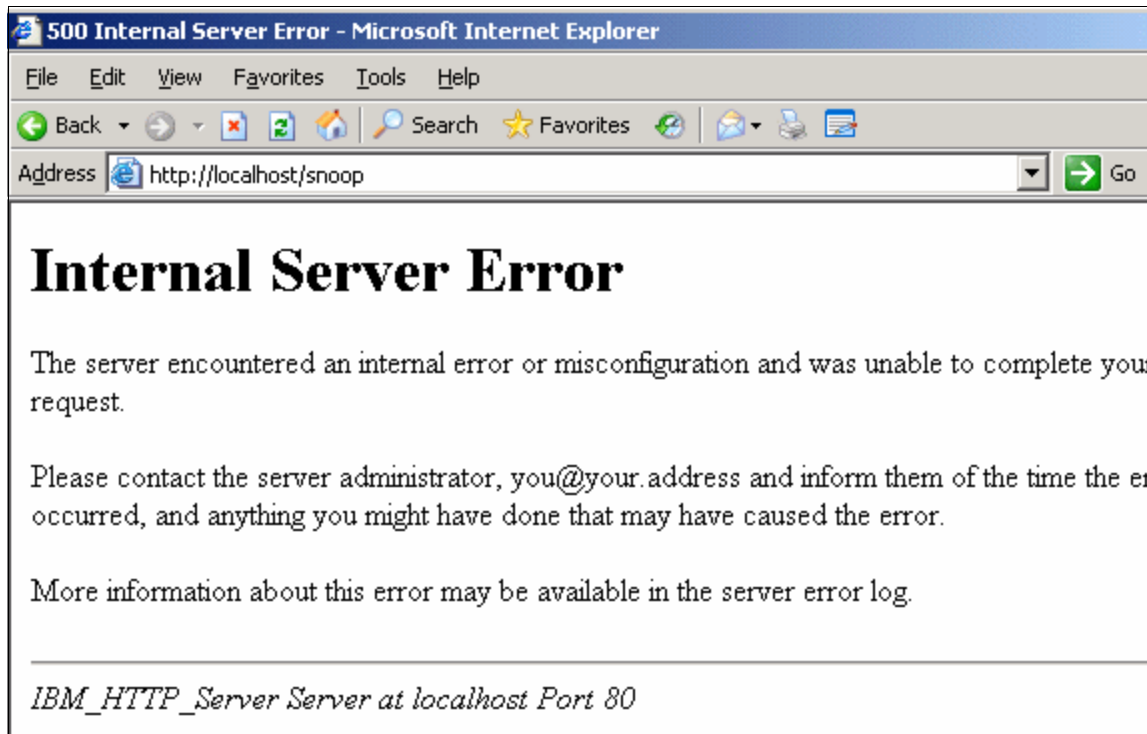 500 Internal Server Error - Microsoft Internet Explorer
File Edit View Favorites Tools Help
Back Search Favorites
Address http://localhost/snoop Go
Internal Server Error
The server encountered an internal error or misconfiguration and was unable to complete your
request.
Please contact the server administrator, you@your.address and inform them of the time the er
occurred, and anything you might have done that may have caused the error.
More information about this error may be available in the server error log.
IBM_HTTP_Server Server at localhost Port 80